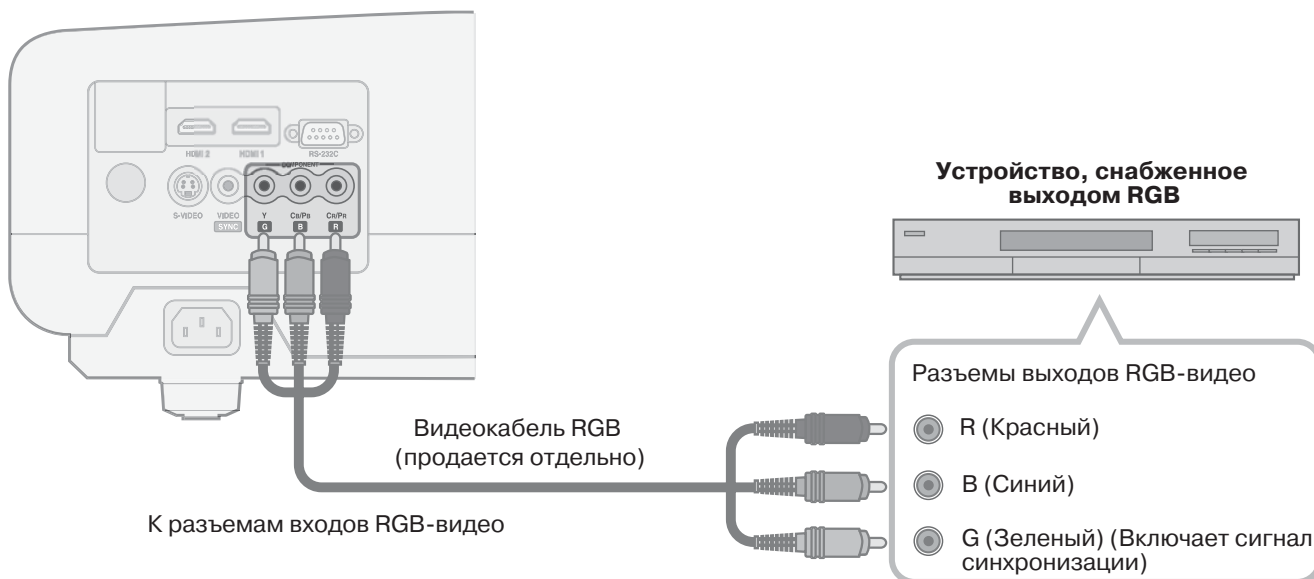 HDMI 2
HDMI 1
RS-232C
COMPONENT
S-VIDEO
VIDEO
SYNC
Y
G
CB/PB
B
CR/PR
R
Устройство, снабженное
выходом RGB
Разъемы выходов RGB-видео
R (Красный)
B (Синий)
G (Зеленый) (Включает сигнал
синхронизации)
Видеокабель RGB
(продается отдельно)
К разъемам входов RGB-видео